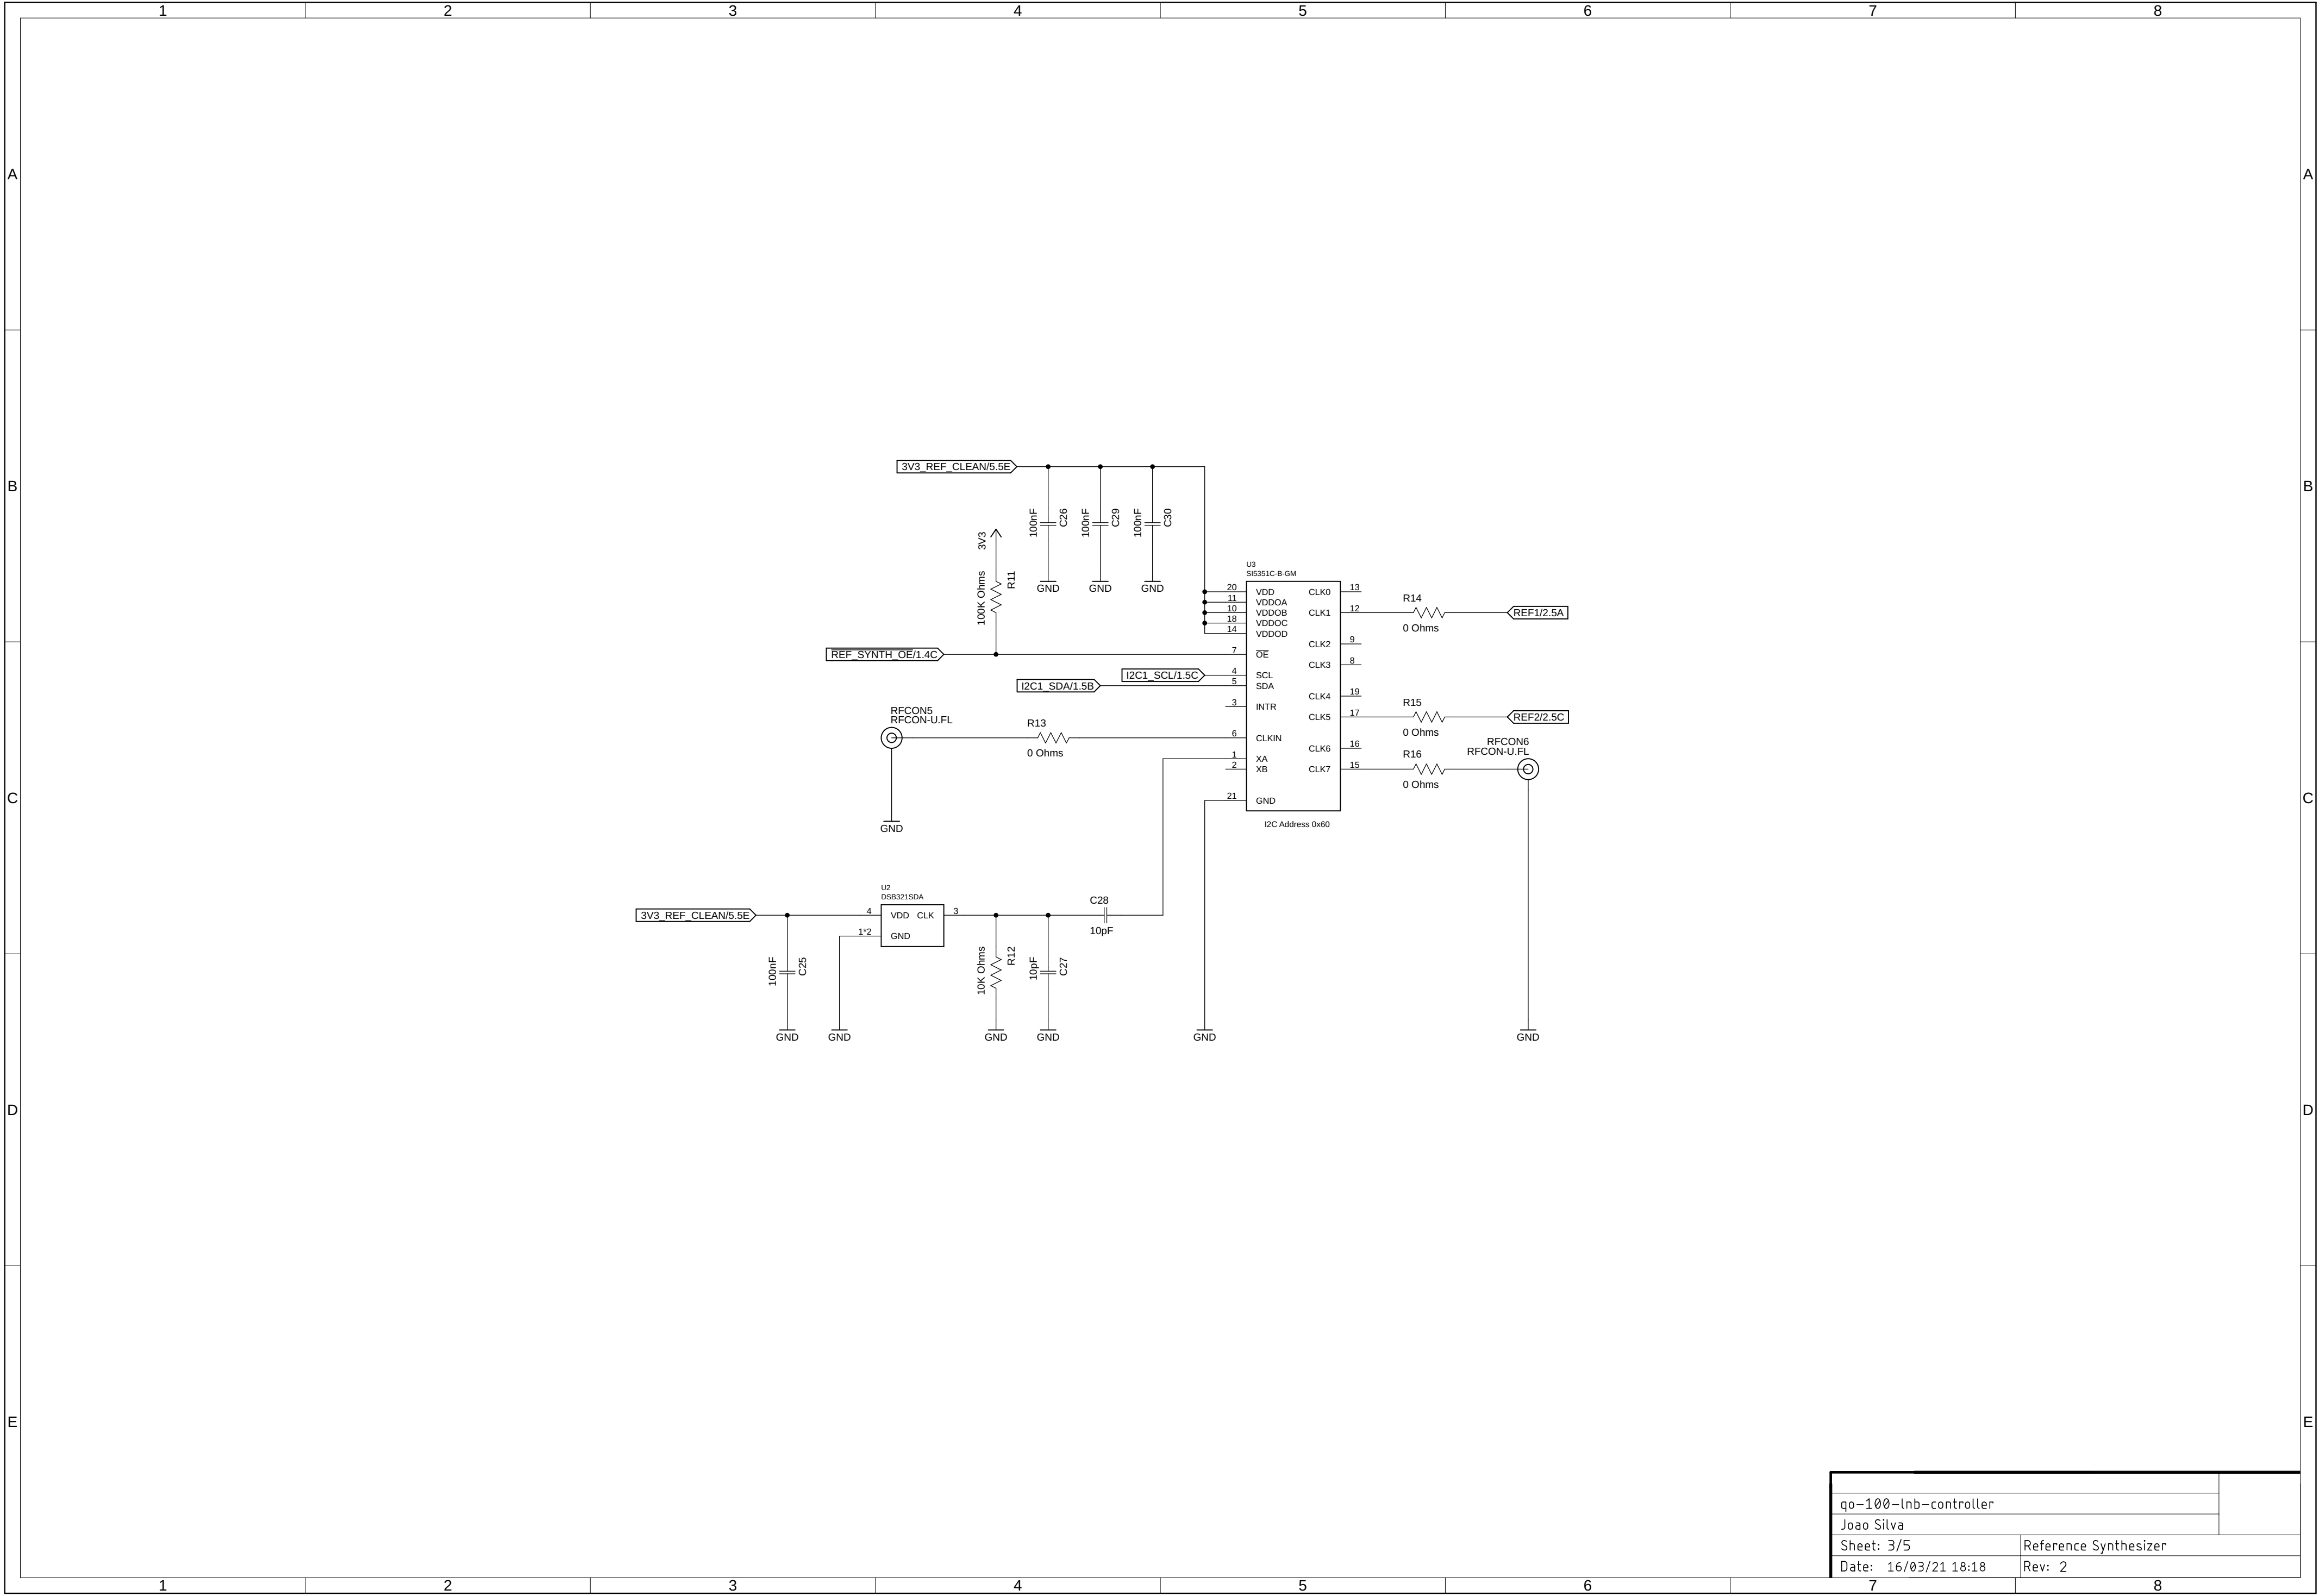 1 2 3 4 5 6 7 8
A A
B B
3V3_REF_CLEAN/5.5E
100nF C26
100nF C29
100nF C30
GND GND GND
3V3
100K Ohms R11
REF_SYNTH_OE/1.4C
I2C1_SCL/1.5C
I2C1_SDA/1.5B
U3
SI5351C-B-GM
20 VDD CLK0 13
11 VDDOA
10 VDDOB CLK1 12
18 VDDOC
14 VDDOD
CLK2 9
7 OE
CLK3 8
4 SCL
5 SDA
CLK4 19
3 INTR
CLK5 17
6 CLKIN
CLK6 16
1 XA
2 XB CLK7 15
21 GND
I2C Address 0x60
R14
0 Ohms
REF1/2.5A
R15
0 Ohms
REF2/2.5C
R16
0 Ohms
RFCON6
RFCON-U.FL
GND
RFCON5
RFCON-U.FL
GND
R13
0 Ohms
C C
U2
DSB321SDA
3V3_REF_CLEAN/5.5E
4 VDD CLK 3
1*2 GND
C28
10pF
100nF C25
10K Ohms R12
10pF C27
GND GND GND GND GND
D D
E E
qo-100-lnb-controller
Joao Silva
Sheet: 3/5 Reference Synthesizer
Date: 16/03/21 18:18 Rev: 2
1 2 3 4 5 6 7 8